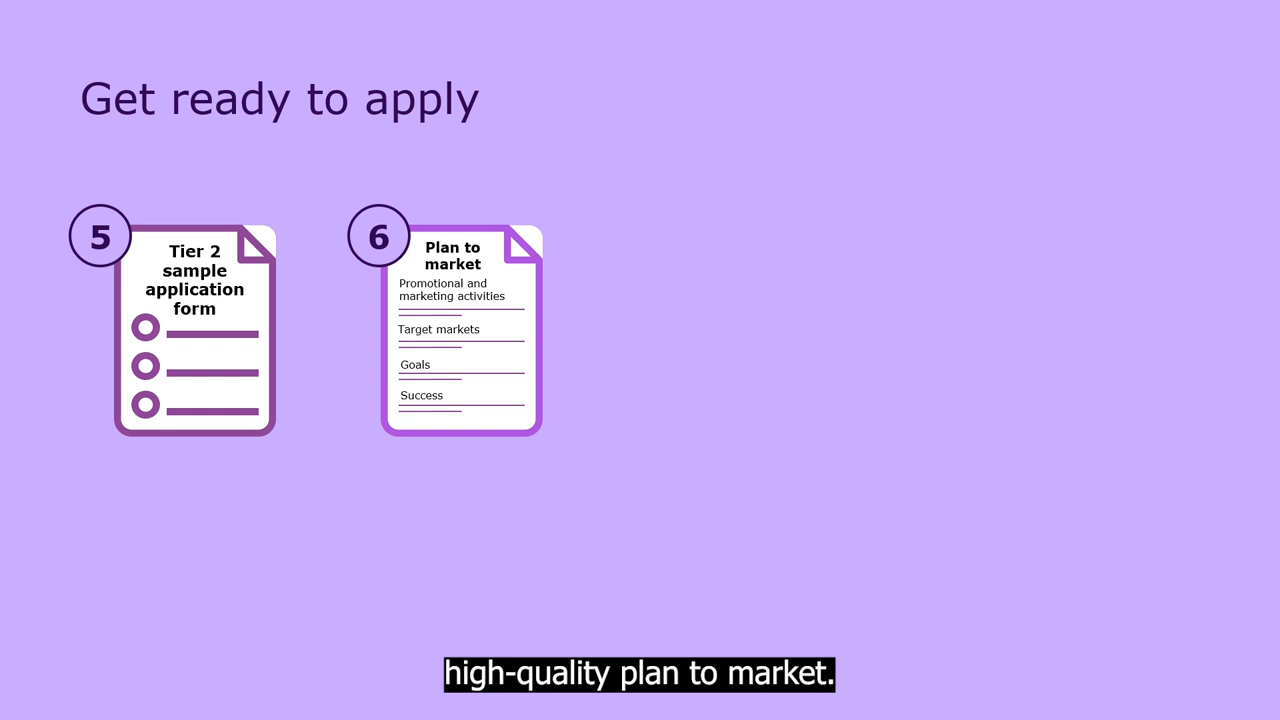 Get ready to apply
5
Tier 2
sample
application
form
6
Plan to
market
Promotional and
marketing activities
Target markets
Goals
Success
high-quality plan to market.